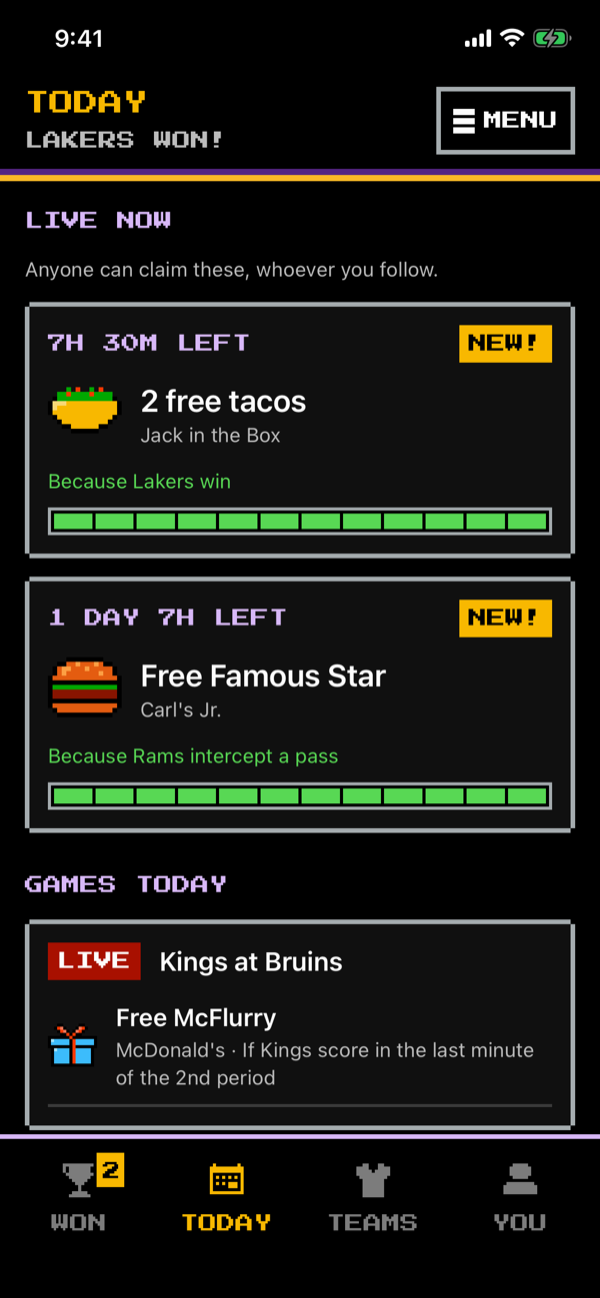 9:41
TODAY
LAKERS WON!
MENU
LIVE NOW
Anyone can claim these, whoever you follow.
7H 30M LEFT
NEW!
2 free tacos
Jack in the Box
Because Lakers win
1 DAY 7H LEFT
NEW!
Free Famous Star
Carl's Jr.
Because Rams intercept a pass
GAMES TODAY
LIVE
Kings at Bruins
Free McFlurry
McDonald's · If Kings score in the last minute
of the 2nd period
2
WON
TODAY
TEAMS
YOU